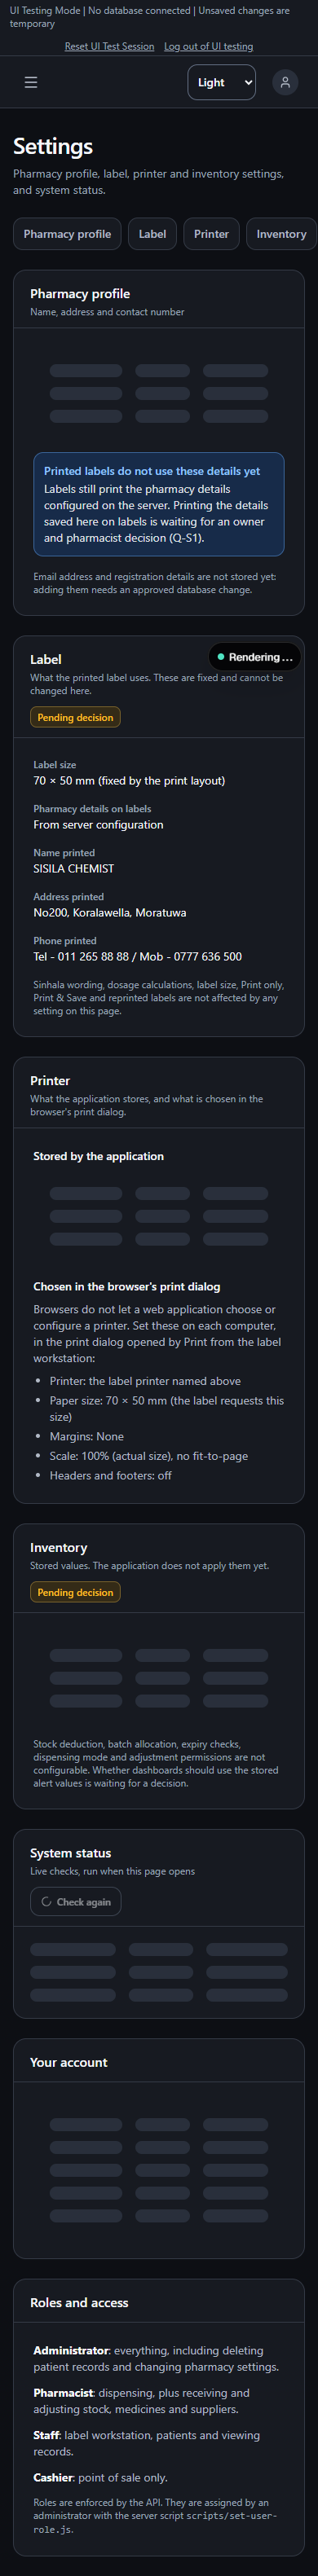 UI Testing Mode | No database connected | Unsaved changes are
temporary
Reset UI Test Session Log out of UI testing
Light
Settings
Pharmacy profile, label, printer and inventory settings,
and system status.
Pharmacy profile Label Printer Inventory
Pharmacy profile
Name, address and contact number
Printed labels do not use these details yet
Labels still print the pharmacy details
configured on the server. Printing the details
saved here on labels is waiting for an owner
and pharmacist decision (Q-S1).
Email address and registration details are not stored yet:
adding them needs an approved database change.
Label
Rendering ...
What the printed label uses. These are fixed and cannot be
changed here.
Pending decision
Label size
70 × 50 mm (fixed by the print layout)
Pharmacy details on labels
From server configuration
Name printed
SISILA CHEMIST
Address printed
No200, Koralawella, Moratuwa
Phone printed
Tel - 011 265 88 88 / Mob - 0777 636 500
Sinhala wording, dosage calculations, label size, Print only,
Print & Save and reprinted labels are not affected by any
setting on this page.
Printer
What the application stores, and what is chosen in the
browser's print dialog.
Stored by the application
Chosen in the browser's print dialog
Browsers do not let a web application choose or
configure a printer. Set these on each computer,
in the print dialog opened by Print from the label
workstation:
• Printer: the label printer named above
• Paper size: 70 × 50 mm (the label requests this
size)
• Margins: None
• Scale: 100% (actual size), no fit-to-page
• Headers and footers: off
Inventory
Stored values. The application does not apply them yet.
Pending decision
Stock deduction, batch allocation, expiry checks,
dispensing mode and adjustment permissions are not
configurable. Whether dashboards should use the stored
alert values is waiting for a decision.
System status
Live checks, run when this page opens
Check again
Your account
Roles and access
Administrator: everything, including deleting
patient records and changing pharmacy settings.
Pharmacist: dispensing, plus receiving and
adjusting stock, medicines and suppliers.
Staff: label workstation, patients and viewing
records.
Cashier: point of sale only.
Roles are enforced by the API. They are assigned by an
administrator with the server script scripts/set-user-
role.js.